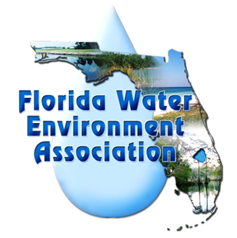 Florida Water
Environment
Association